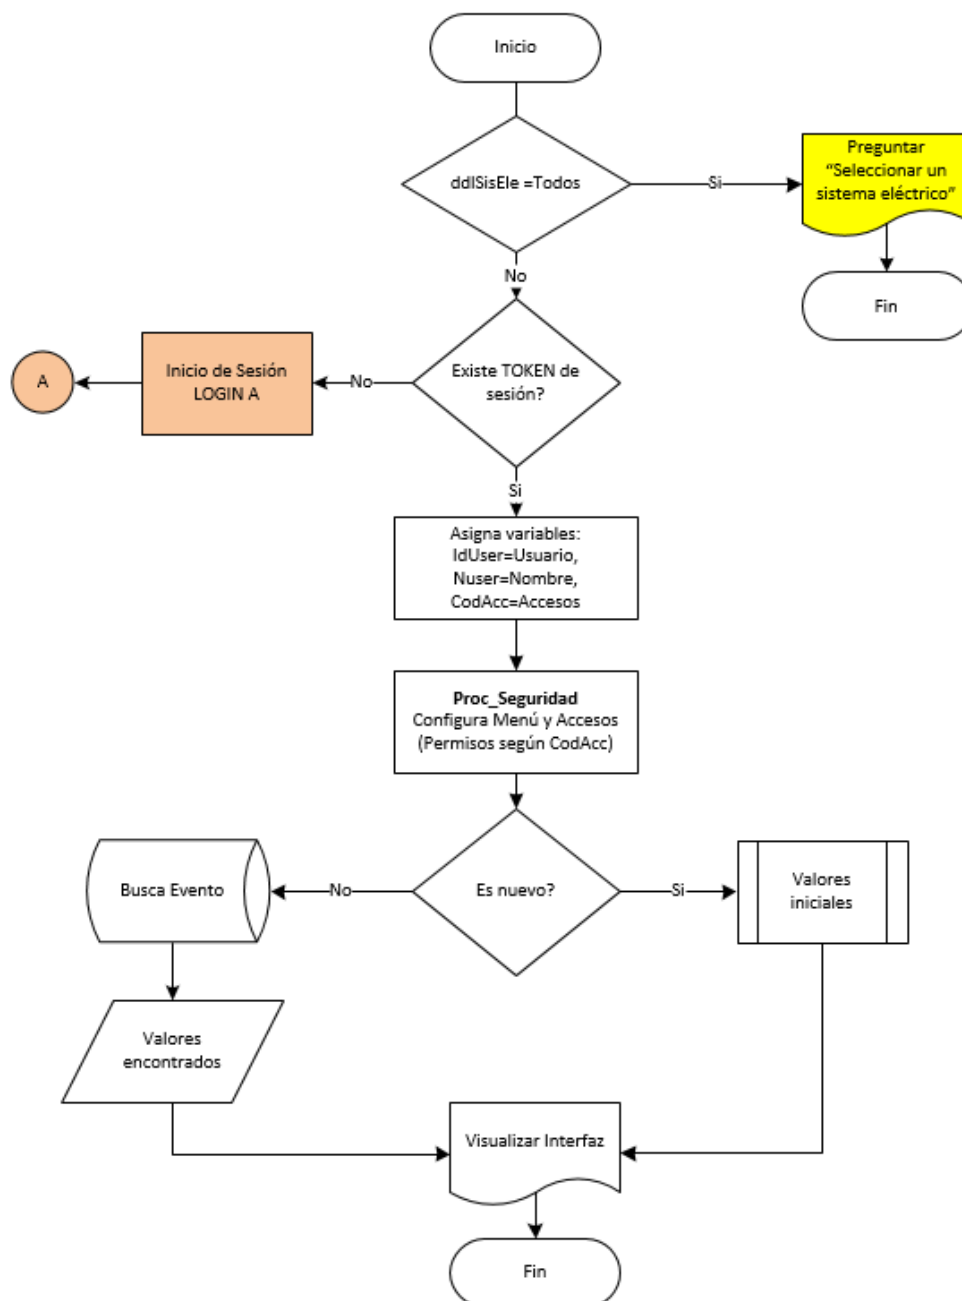 Inicio
ddlSisEle =Todos
Si
Preguntar
“Seleccionar un
sistema eléctrico”
No
Fin
Existe TOKEN de
sesión?
No
Inicio de Sesión
LOGIN A
A
Si
Asigna variables:
IdUser=Usuario,
Nuser=Nombre,
CodAcc=Accesos
Proc_Seguridad
Configura Menú y Accesos
(Permisos según CodAcc)
Es nuevo?
No
Busca Evento
Si
Valores
iniciales
Valores
encontrados
Visualizar Interfaz
Fin